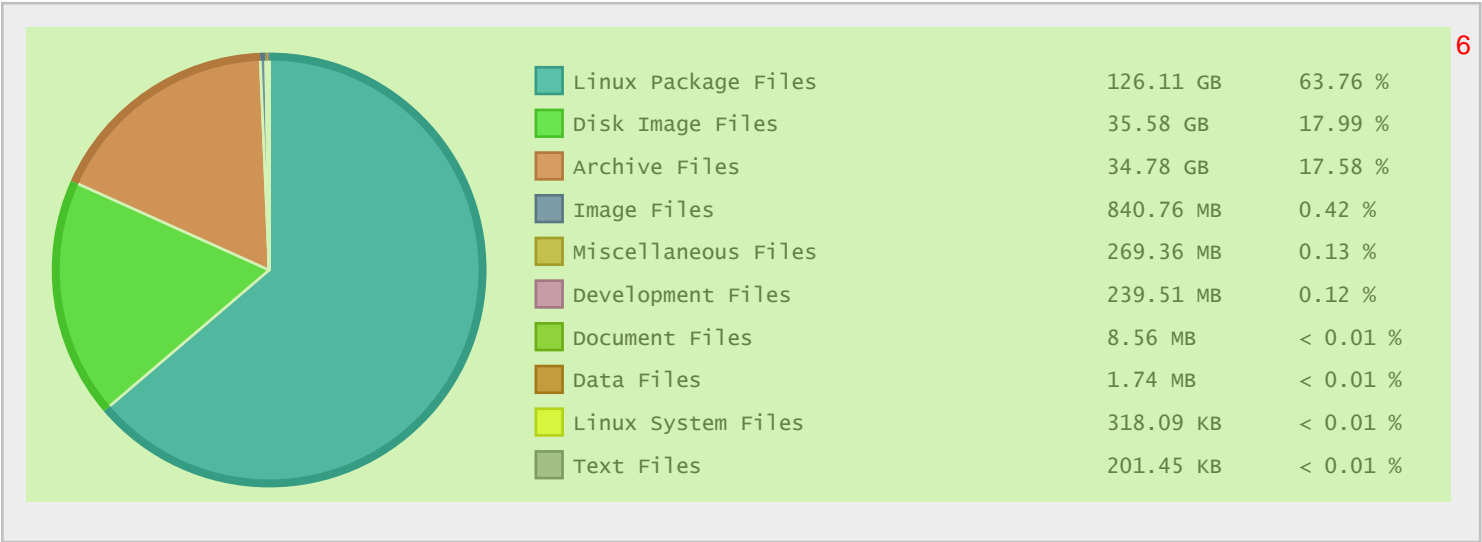 6
Linux Package Files 126.11 GB 63.76 %
Disk Image Files 35.58 GB 17.99 %
Archive Files 34.78 GB 17.58 %
Image Files 840.76 MB 0.42 %
Miscellaneous Files 269.36 MB 0.13 %
Development Files 239.51 MB 0.12 %
Document Files 8.56 MB < 0.01 %
Data Files 1.74 MB < 0.01 %
Linux System Files 318.09 KB < 0.01 %
Text Files 201.45 KB < 0.01 %